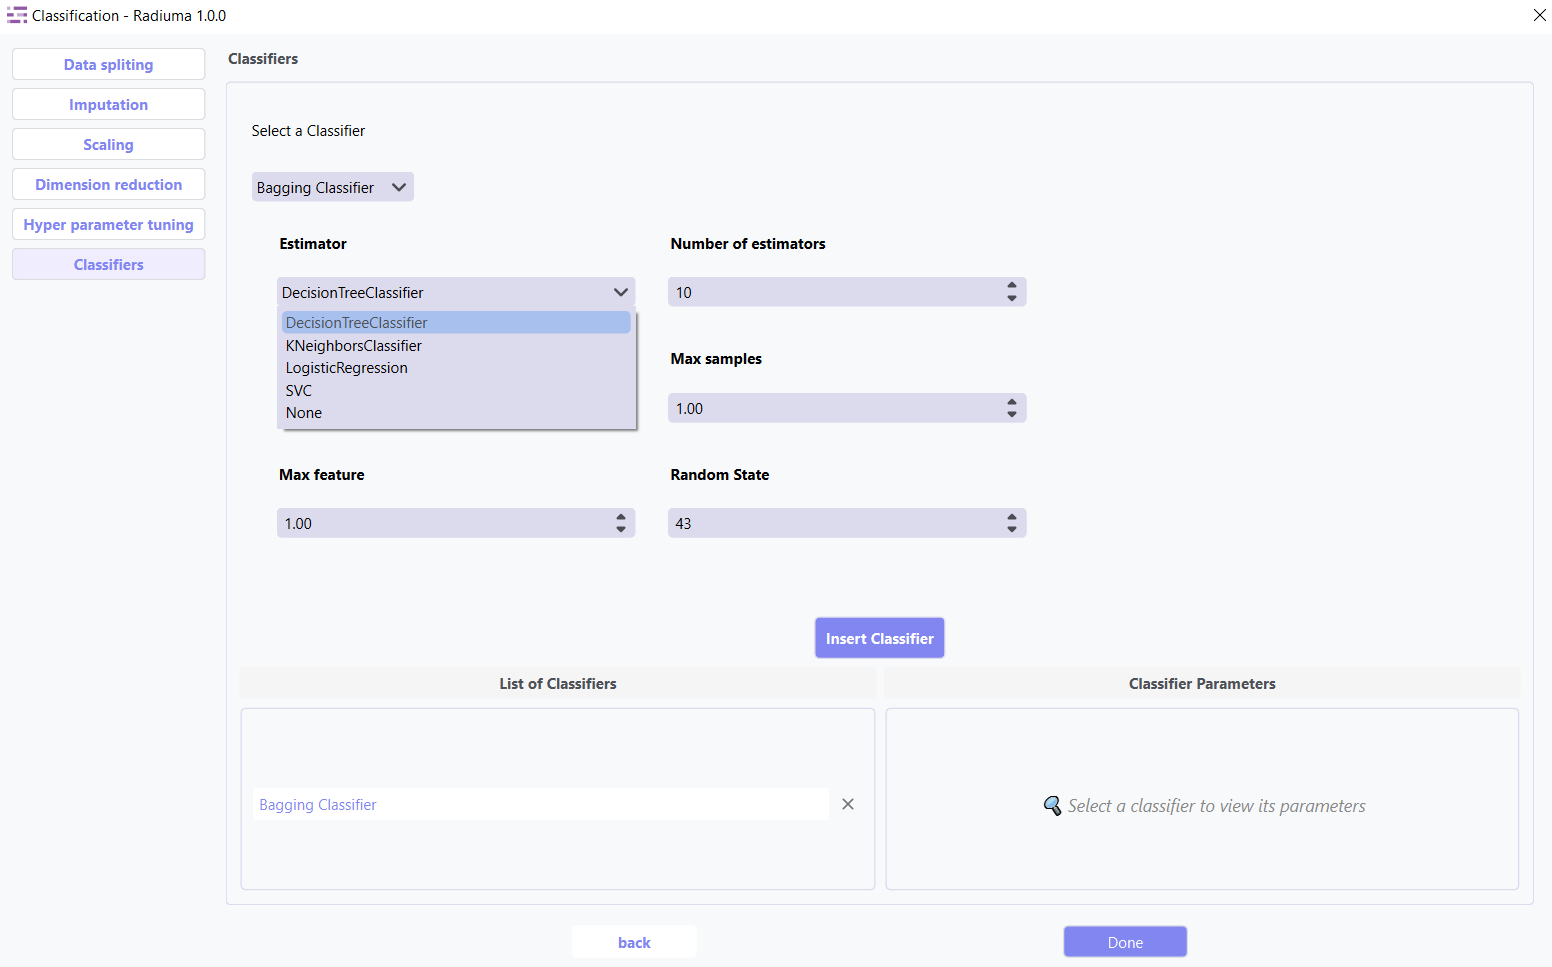 Classification - Radiuma 1.0.0
Data spliting
Imputation
Scaling
Dimension reduction
Hyper parameter tuning
Classifiers
Classifiers
Select a Classifier
Bagging Classifier
Estimator
DecisionTreeClassifier
DecisionTreeClassifier
KNeighborsClassifier
LogisticRegression
SVC
None
Number of estimators
10
Max samples
1.00
Max feature
1.00
Random State
43
Insert Classifier
List of Classifiers
Bagging Classifier
Classifier Parameters
Select a classifier to view its parameters
back
Done